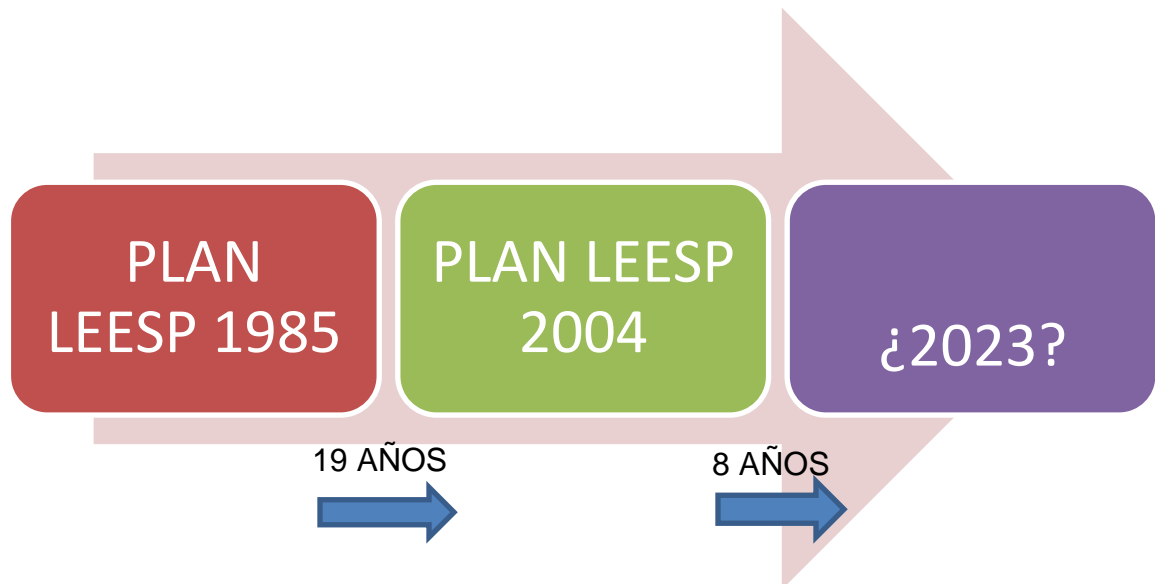 PLAN
LEESP 1985
PLAN LEESP
2004
¿2023?
19 AÑOS
8 AÑOS